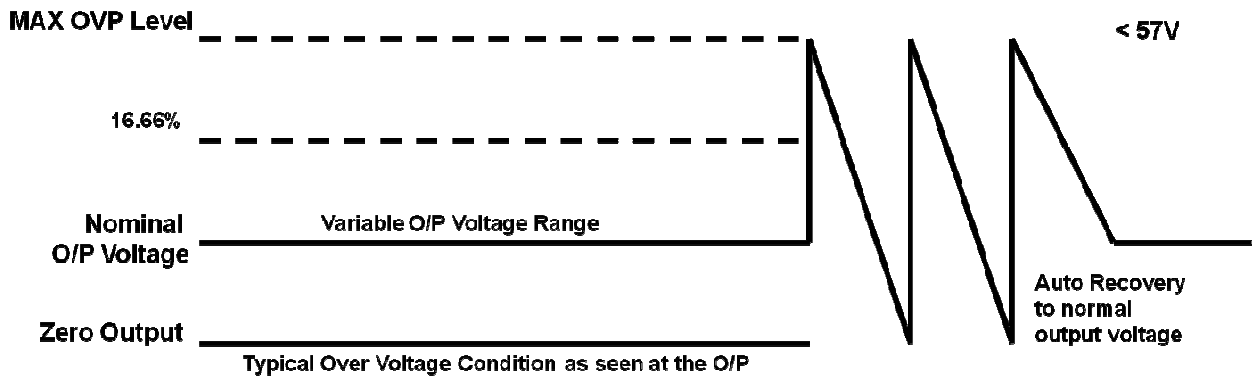 MAX OVP Level
< 57V
16.66%
Nominal
O/P Voltage
Variable O/P Voltage Range
Zero Output
Auto Recovery
to normal
output voltage
Typical Over Voltage Condition as seen at the O/P